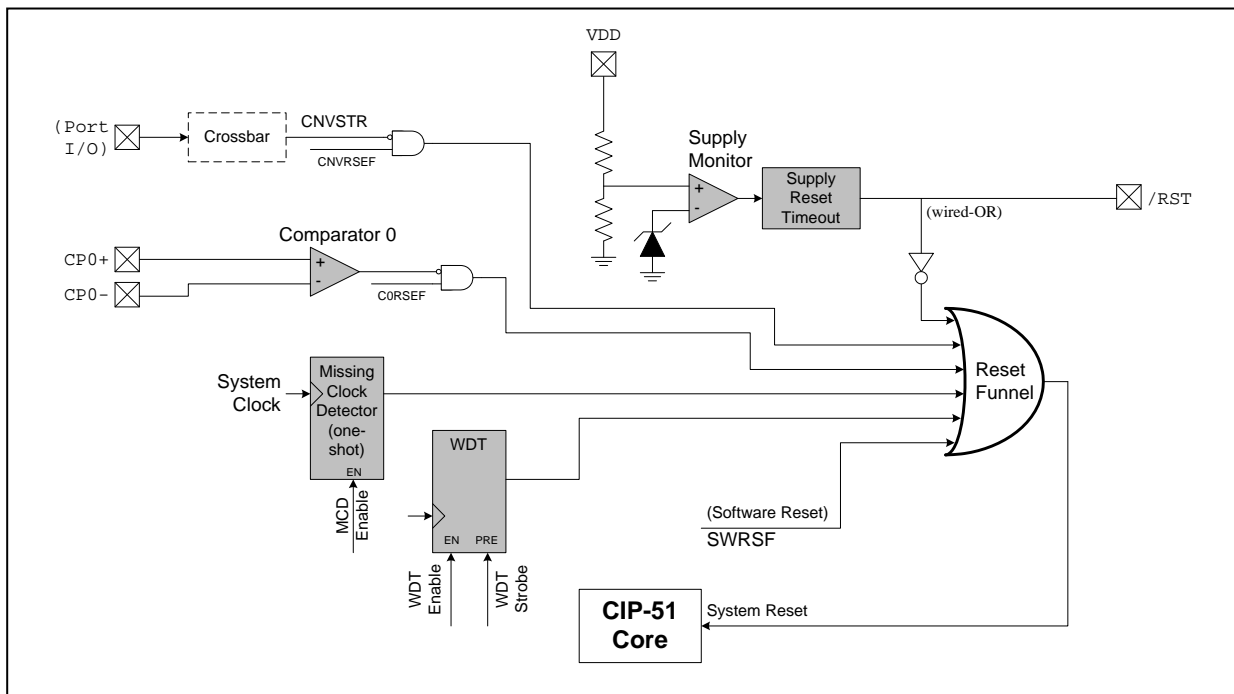 VDD
(Port
I/O)
Crossbar
CNVSTR
CNVRSEF
Supply
Monitor
+
-
Supply
Reset
Timeout
(wired-OR)
/RST
Comparator 0
CP0+
CP0-
+
-
C0RSEF
System
Clock
Missing
Clock
Detector
(one-
shot)
EN
MCD
Enable
WDT
EN
PRE
WDT
Enable
WDT
Strobe
Reset
Funnel
(Software Reset)
SWRSF
CIP-51
Core
System Reset